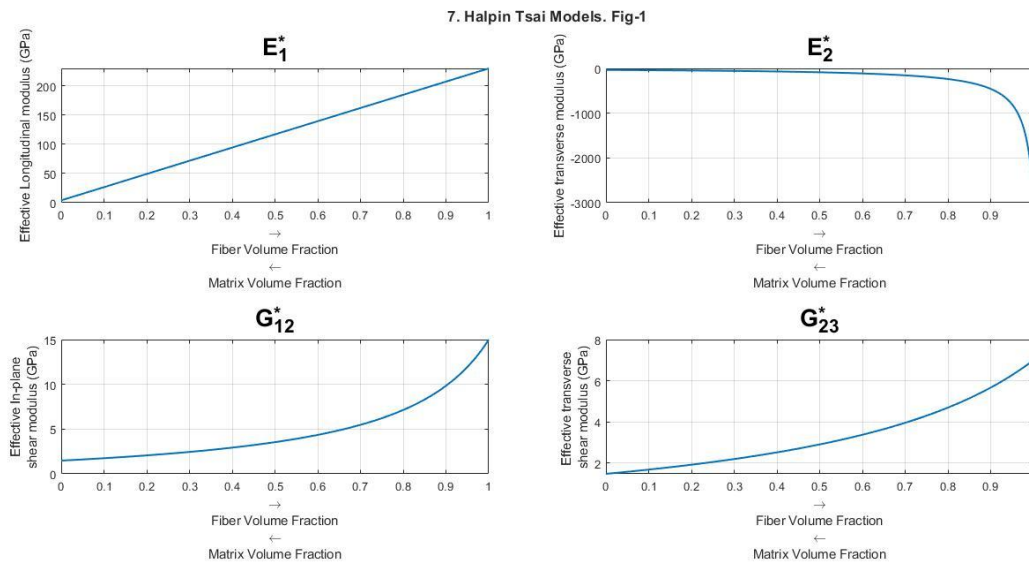 7. Halpin Tsai Models. Fig-1
E*1
Effective Longitudinal modulus (GPa)
200
150
100
50
0
0 0.1 0.2 0.3 0.4 0.5 0.6 0.7 0.8 0.9 1
→
Fiber Volume Fraction
←
Matrix Volume Fraction
E*2
Effective transverse modulus (GPa)
0
-1000
-2000
-3000
0 0.1 0.2 0.3 0.4 0.5 0.6 0.7 0.8 0.9
→
Fiber Volume Fraction
←
Matrix Volume Fraction
G*12
Effective In-plane
shear modulus (GPa)
15
10
5
0
0 0.1 0.2 0.3 0.4 0.5 0.6 0.7 0.8 0.9 1
→
Fiber Volume Fraction
←
Matrix Volume Fraction
G*23
Effective transverse
shear modulus (GPa)
8
6
4
2
0 0.1 0.2 0.3 0.4 0.5 0.6 0.7 0.8 0.9
→
Fiber Volume Fraction
←
Matrix Volume Fraction